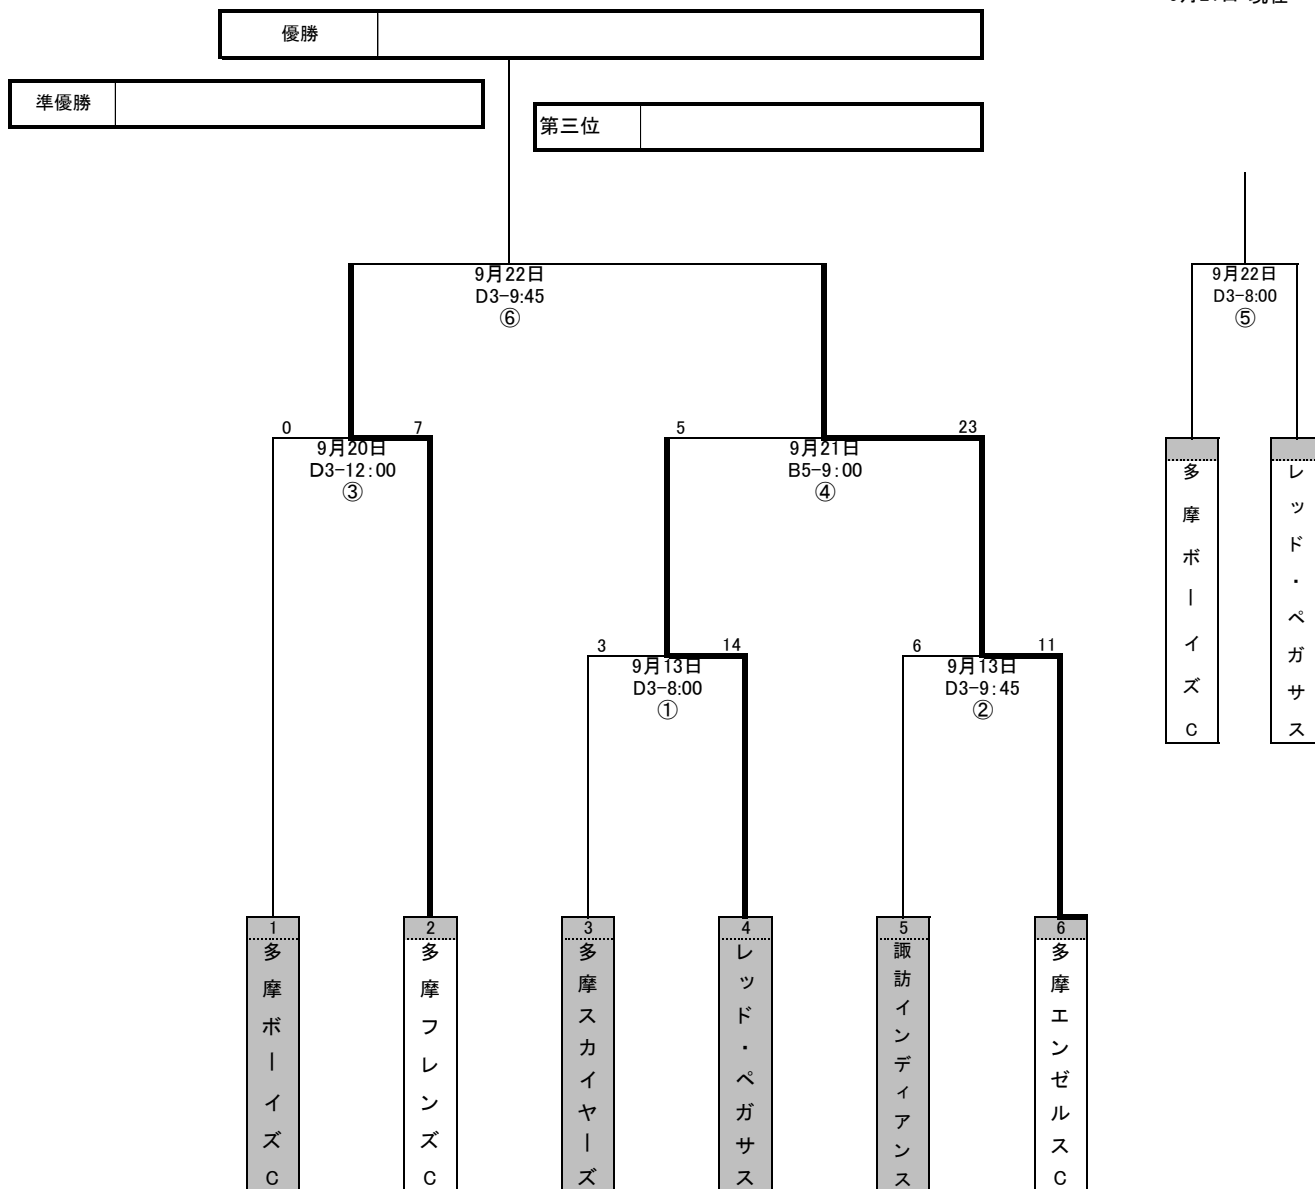 優勝
準優勝
第三位
9月22日
D3-9:45
⑥
9月22日
D3-8:00
⑤
0
7
9月20日
D3-12:00
③
5
23
9月21日
B5-9:00
④
多摩ボーイズC
レッド・ペガサス
3
14
9月13日
D3-8:00
①
6
11
9月13日
D3-9:45
②
1
多摩ボーイズC
2
多摩フレンズC
3
多摩スカイヤーズ
4
レッド・ペガサス
5
諏訪インディアンス
6
多摩エンゼルスC